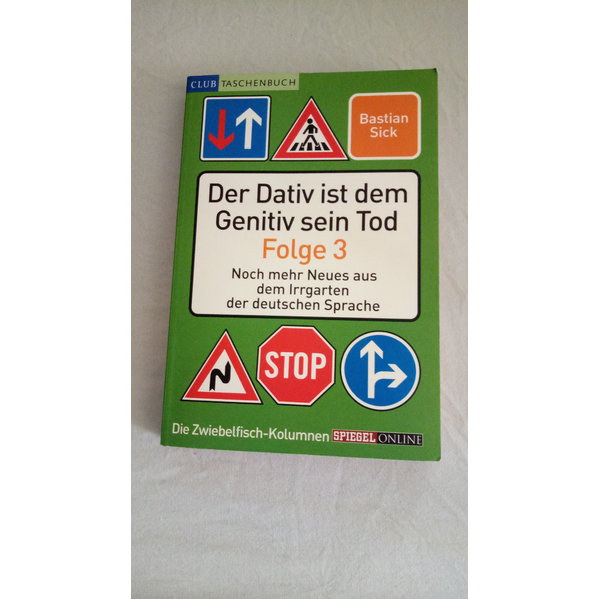 CLUB TASCHENBUCH
Bastian
Sick
Der Dativ ist dem
Genitiv sein Tod
Folge 3
Noch mehr Neues aus
dem Irrgarten
der deutschen Sprache
STOP
Die Zwiebelfisch-Kolumnen SPIEGEL ONLINE